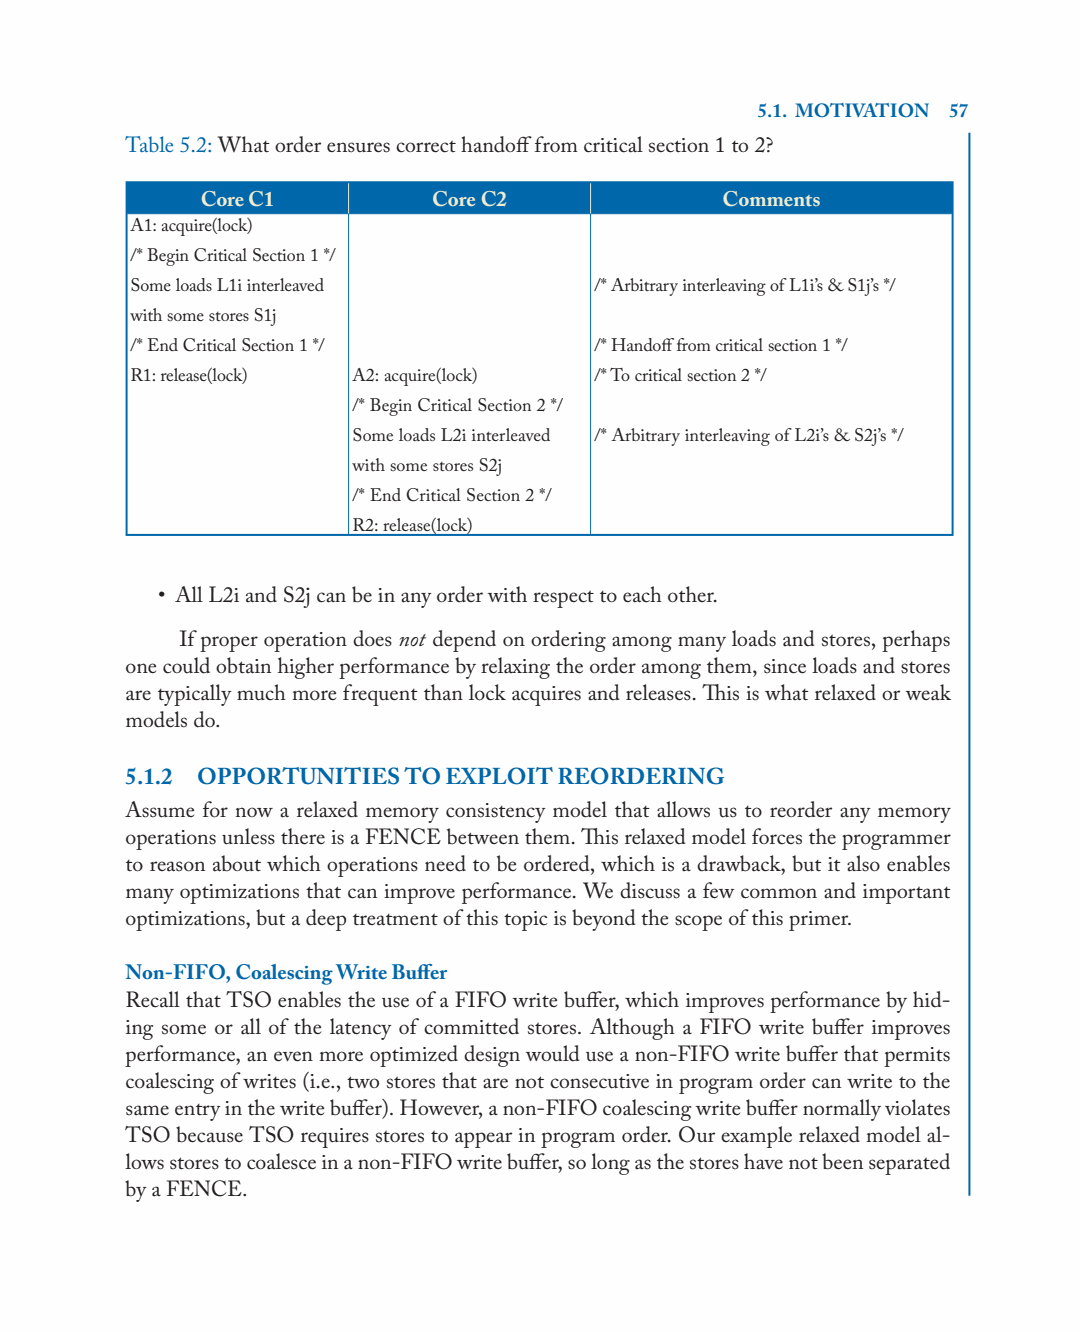 5.1. MOTIVATION 57
Table 5.2: What order ensures correct handoff from critical section 1 to 2?
Core C1 Core C2 Comments
A1: acquire(lock)
/* Begin Critical Section 1 */
Some loads L1i interleaved /* Arbitrary interleaving of L1i’s & S1j’s */
with some stores S1j
/* End Critical Section 1 */ /* Handoff from critical section 1 */
R1: release(lock) A2: acquire(lock) /* To critical section 2 */
/* Begin Critical Section 2 */
Some loads L2i interleaved /* Arbitrary interleaving of L2i’s & S2j’s */
with some stores S2j
/* End Critical Section 2 */
R2: release(lock)
• All L2i and S2j can be in any order with respect to each other.
If proper operation does not depend on ordering among many loads and stores, perhaps
one could obtain higher performance by relaxing the order among them, since loads and stores
are typically much more frequent than lock acquires and releases. This is what relaxed or weak
models do.
5.1.2 OPPORTUNITIES TO EXPLOIT REORDERING
Assume for now a relaxed memory consistency model that allows us to reorder any memory
operations unless there is a FENCE between them. This relaxed model forces the programmer
to reason about which operations need to be ordered, which is a drawback, but it also enables
many optimizations that can improve performance. We discuss a few common and important
optimizations, but a deep treatment of this topic is beyond the scope of this primer.
Non-FIFO, Coalescing Write Buffer
Recall that TSO enables the use of a FIFO write buffer, which improves performance by hid-
ing some or all of the latency of committed stores. Although a FIFO write buffer improves
performance, an even more optimized design would use a non-FIFO write buffer that permits
coalescing of writes (i.e., two stores that are not consecutive in program order can write to the
same entry in the write buffer). However, a non-FIFO coalescing write buffer normally violates
TSO because TSO requires stores to appear in program order. Our example relaxed model al-
lows stores to coalesce in a non-FIFO write buffer, so long as the stores have not been separated
by a FENCE.